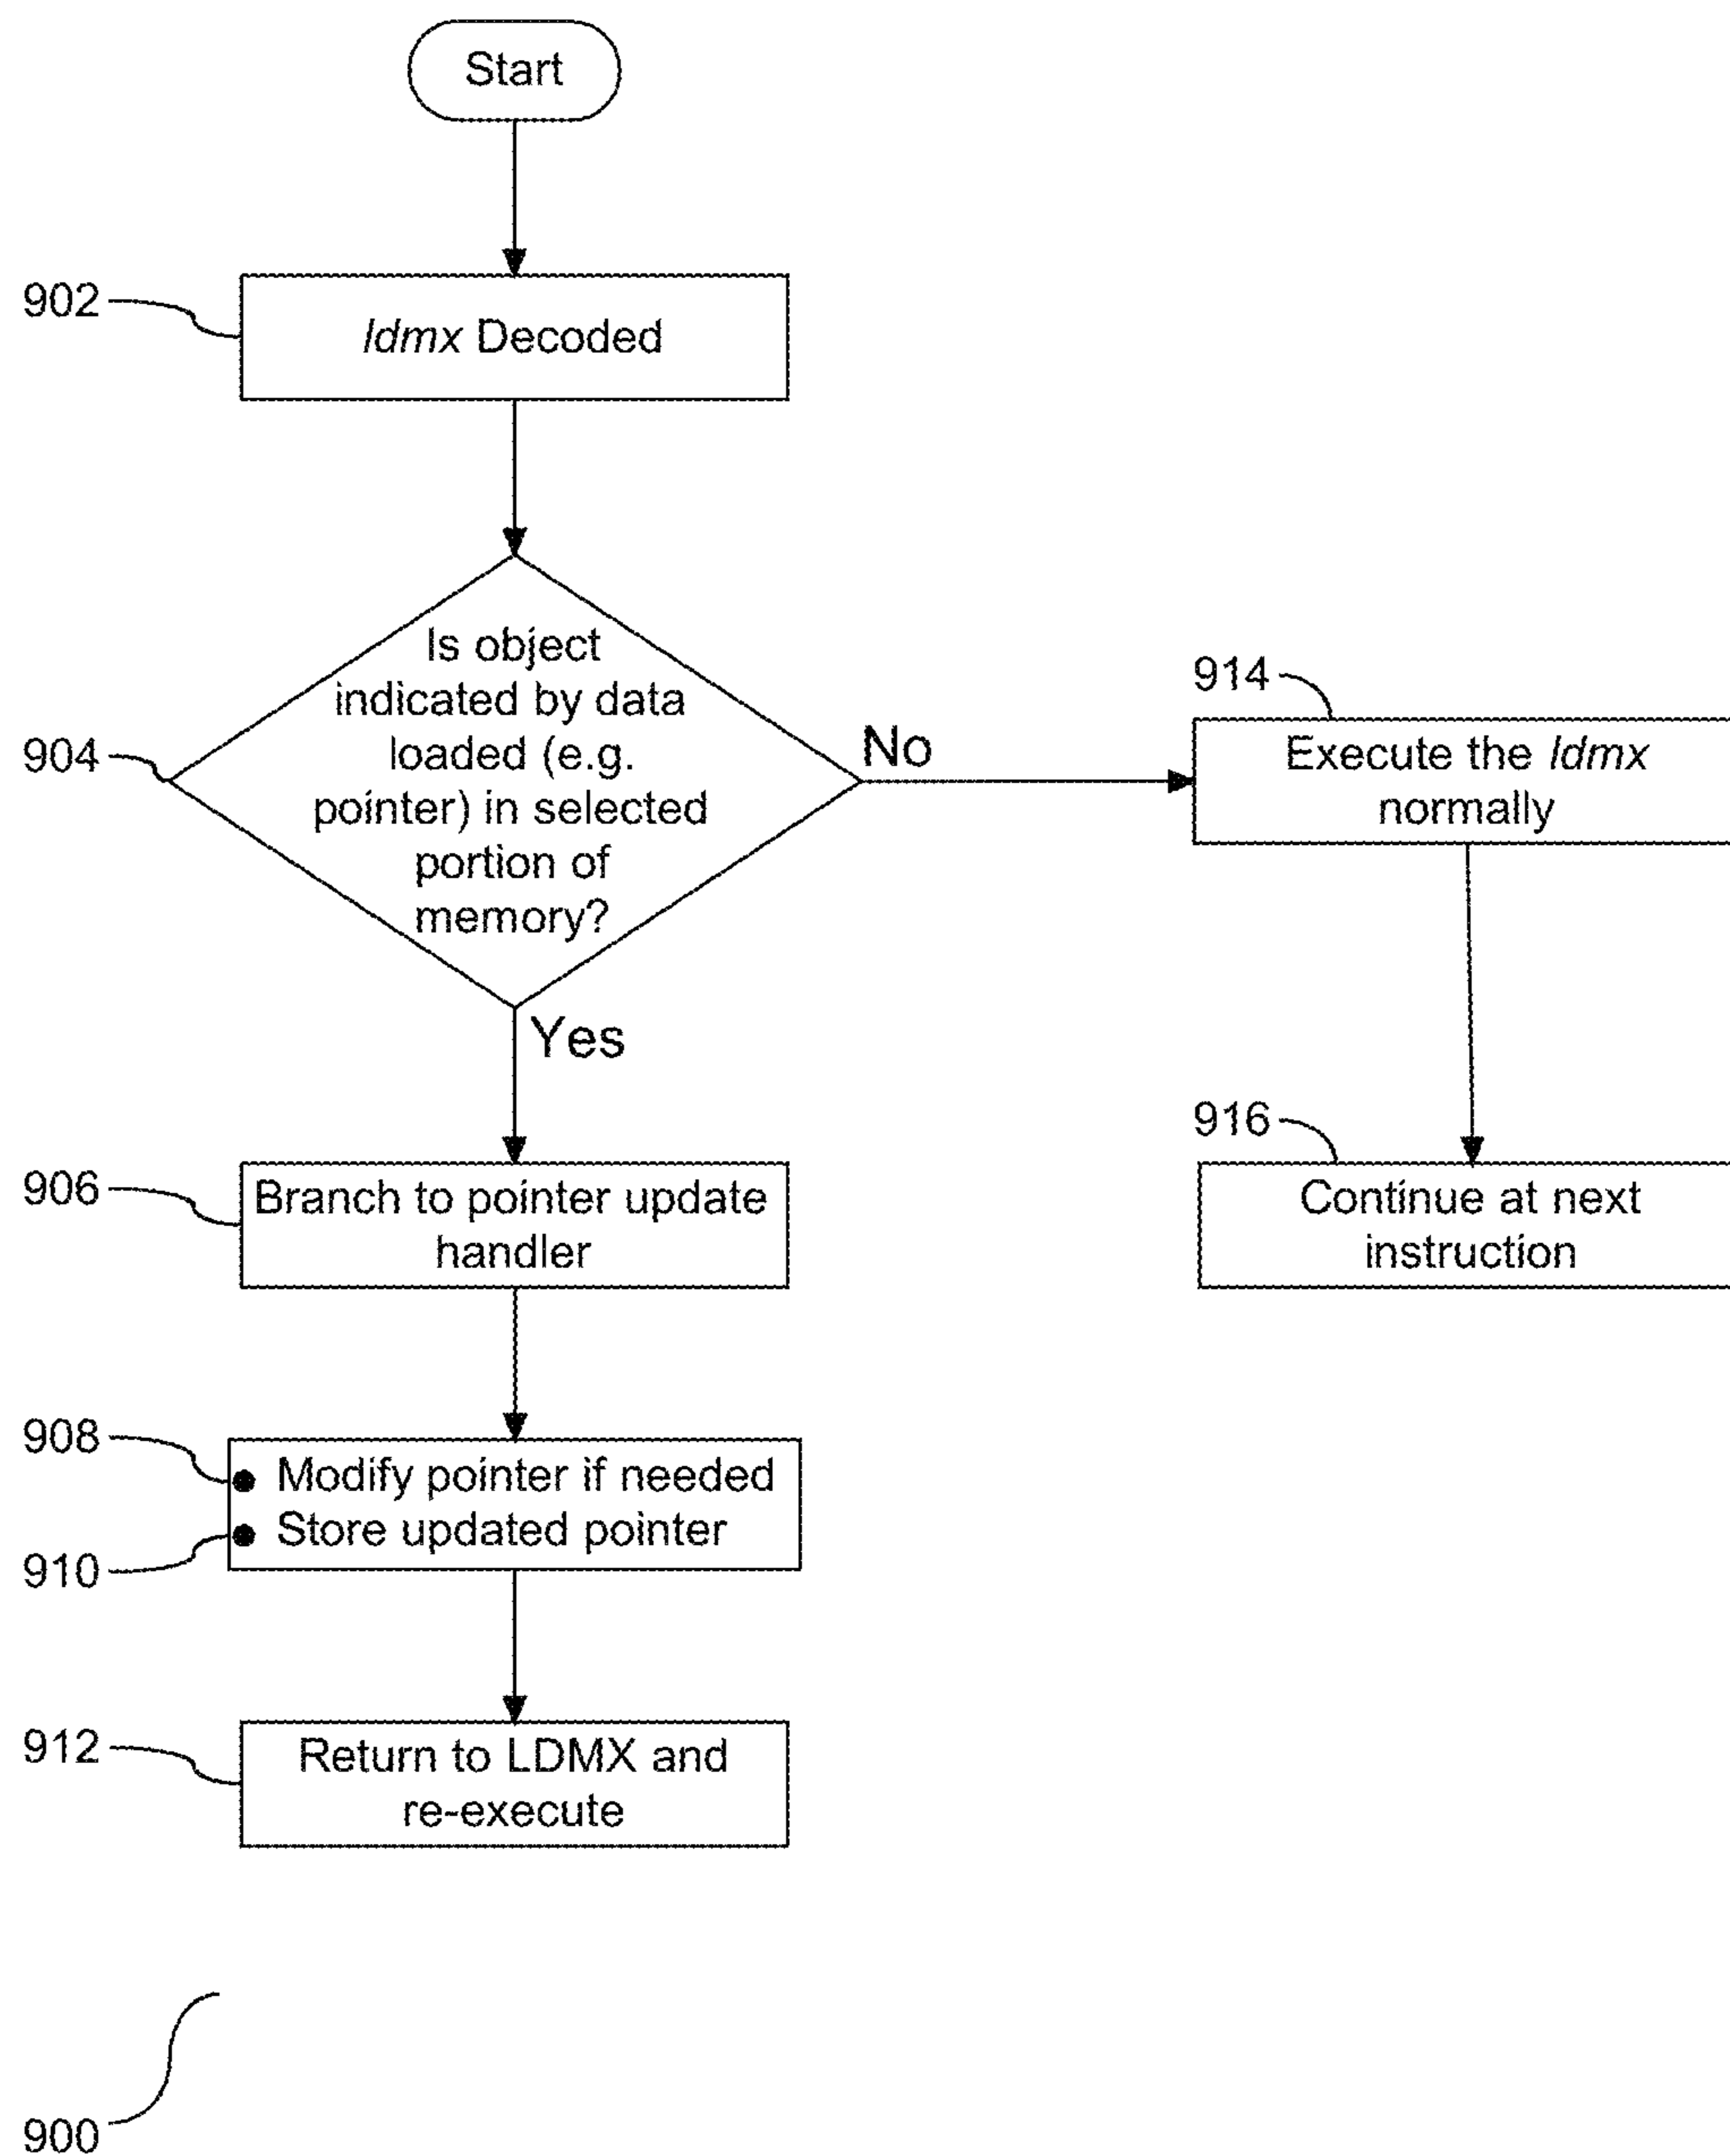 Start
902
ldmx Decoded
904
Is object
indicated by data
loaded (e.g.
pointer) in selected
portion of
memory?
No
Yes
914
Execute the ldmx
normally
916
Continue at next
instruction
906
Branch to pointer update
handler
908
● Modify pointer if needed
● Store updated pointer
910
912
Return to LDMX and
re-execute
900